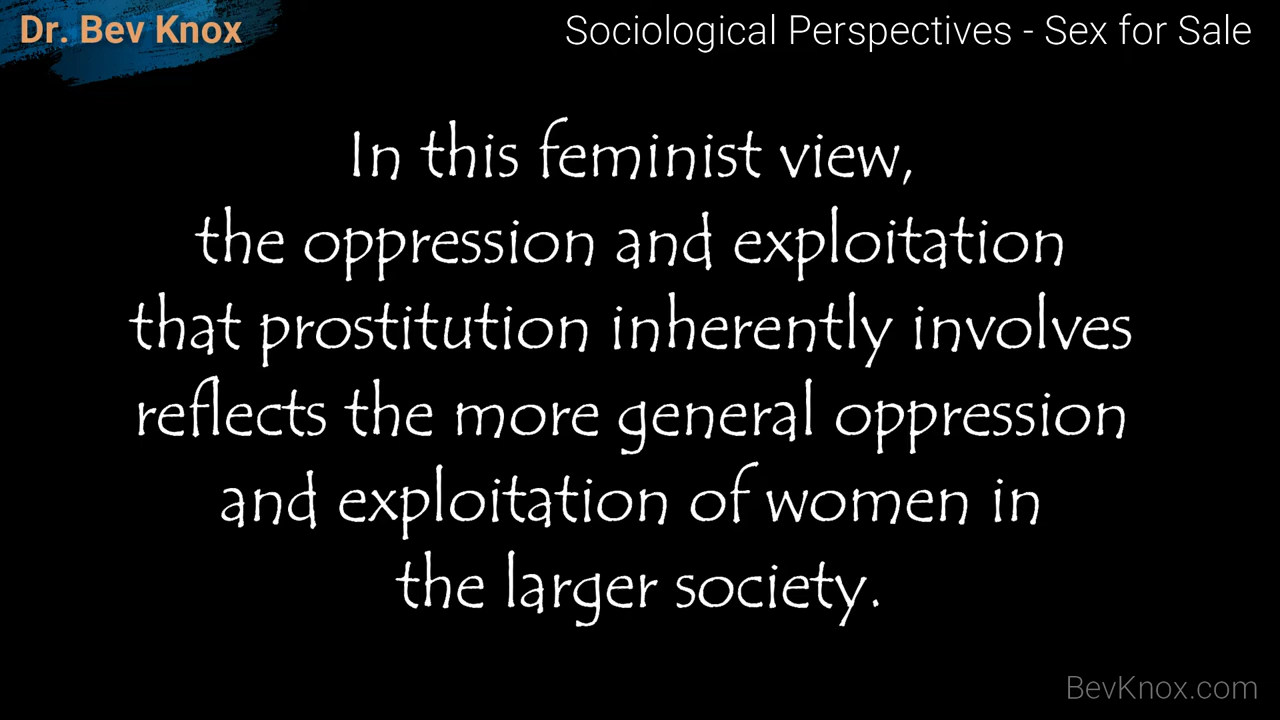 Dr. Bev Knox
Sociological Perspectives - Sex for Sale
In this feminist view,
the oppression and exploitation
that prostitution inherently involves
reflects the more general oppression
and exploitation of women in
the larger society.
BevKnox.com